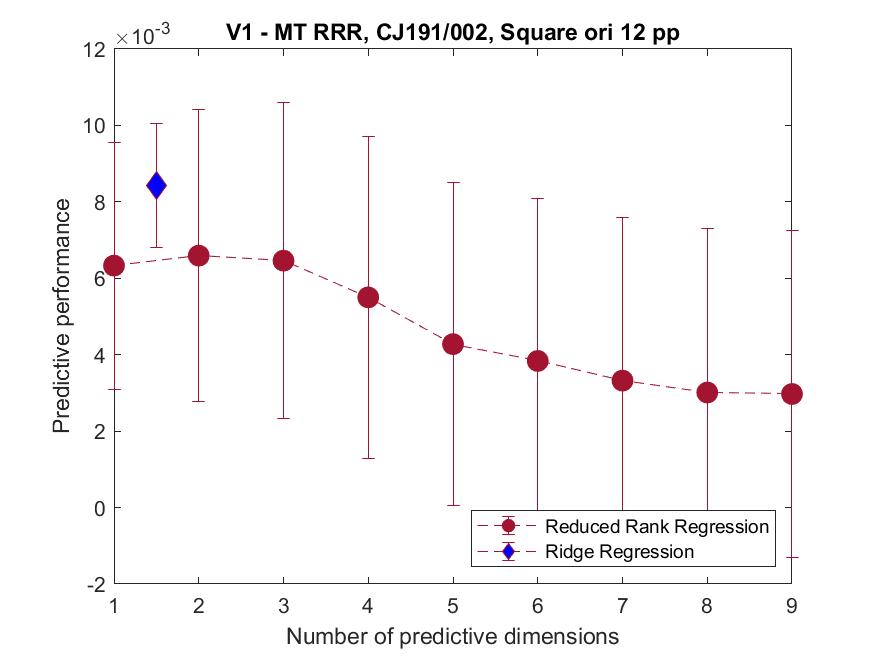 V1 - MT RRR, CJ191/002, Square ori 12 pp
×10-3
12
10
8
6
4
2
0
-2
Predictive performance
1 2 3 4 5 6 7 8 9
Number of predictive dimensions
Reduced Rank Regression
Ridge Regression